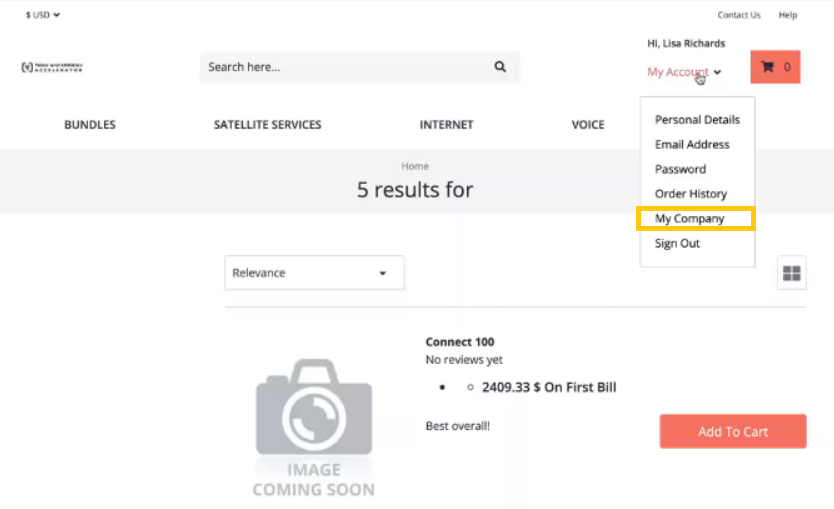 $ USD
Contact Us Help
Hi, Lisa Richards
Telco and Utilities
ACCELERATOR
Search here...
My Account
0
BUNDLES SATELLITE SERVICES INTERNET VOICE
Personal Details
Email Address
Password
Order History
My Company
Sign Out
Home
5 results for
Relevance
Connect 100
No reviews yet
2409.33 $ On First Bill
Best overall!
Add To Cart
IMAGE
COMING SOON